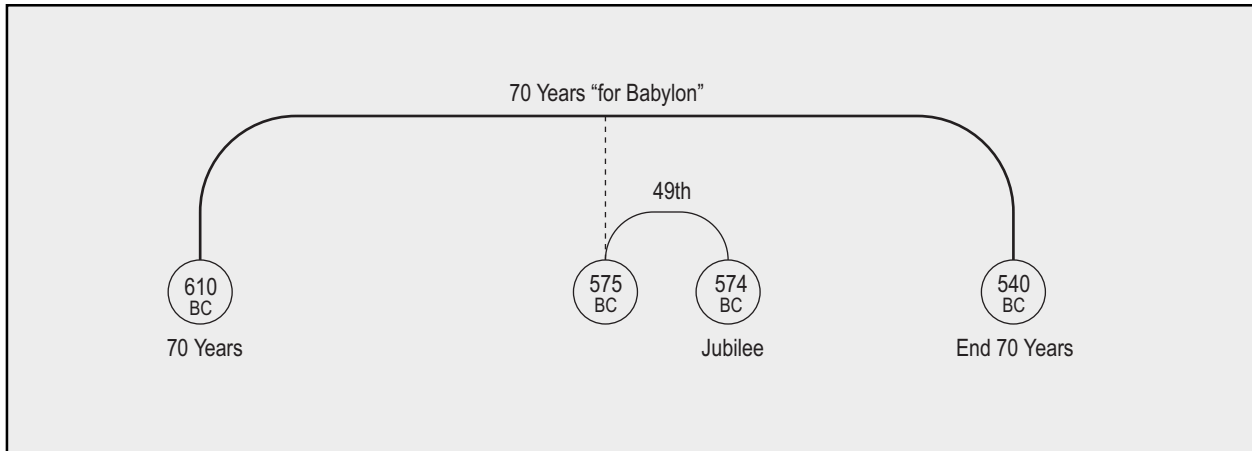 70 Years “for Babylon”
49th
610
BC
575
BC
574
BC
540
BC
70 Years
Jubilee
End 70 Years